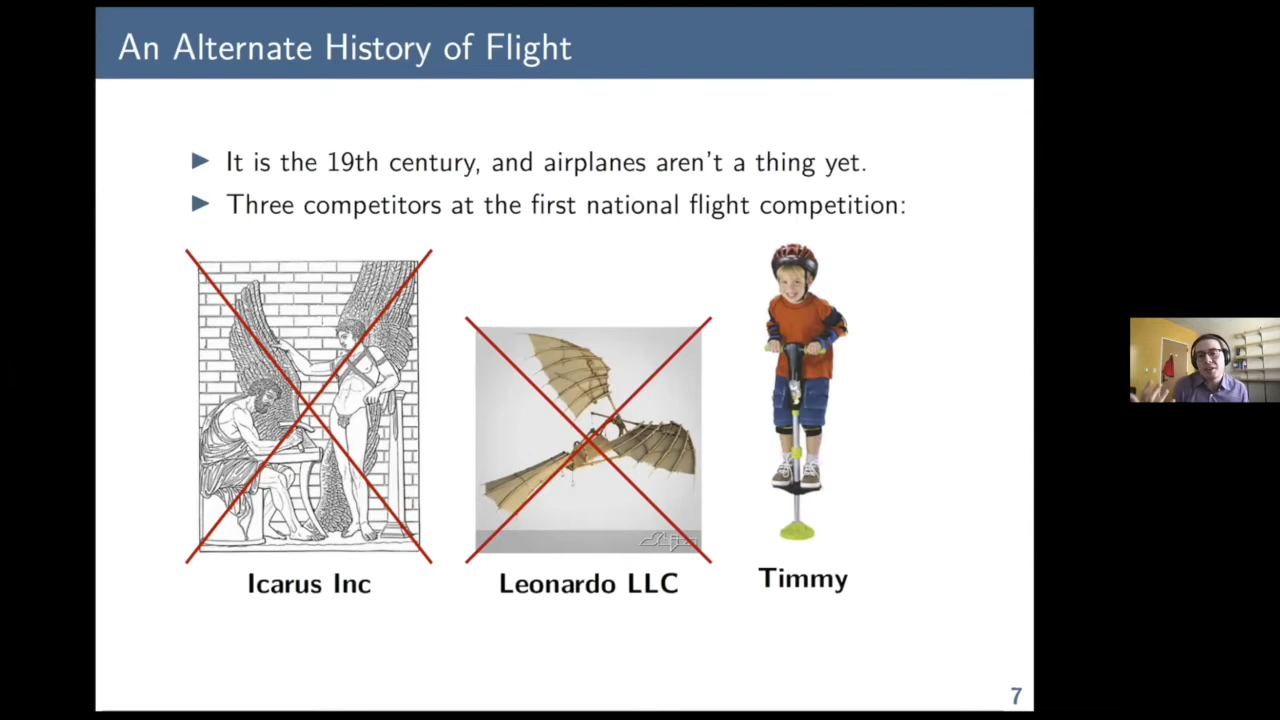 An Alternate History of Flight
It is the 19th century, and airplanes aren't a thing yet.
Three competitors at the first national flight competition:
Icarus Inc
Leonardo LLC
Timmy
7